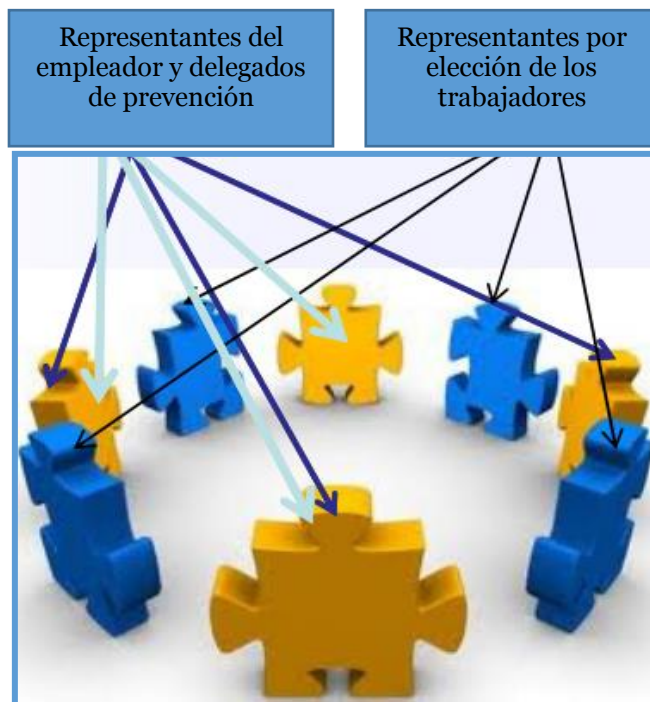 Representantes del
empleador y delegados
de prevención
Representantes por
elección de los
trabajadores